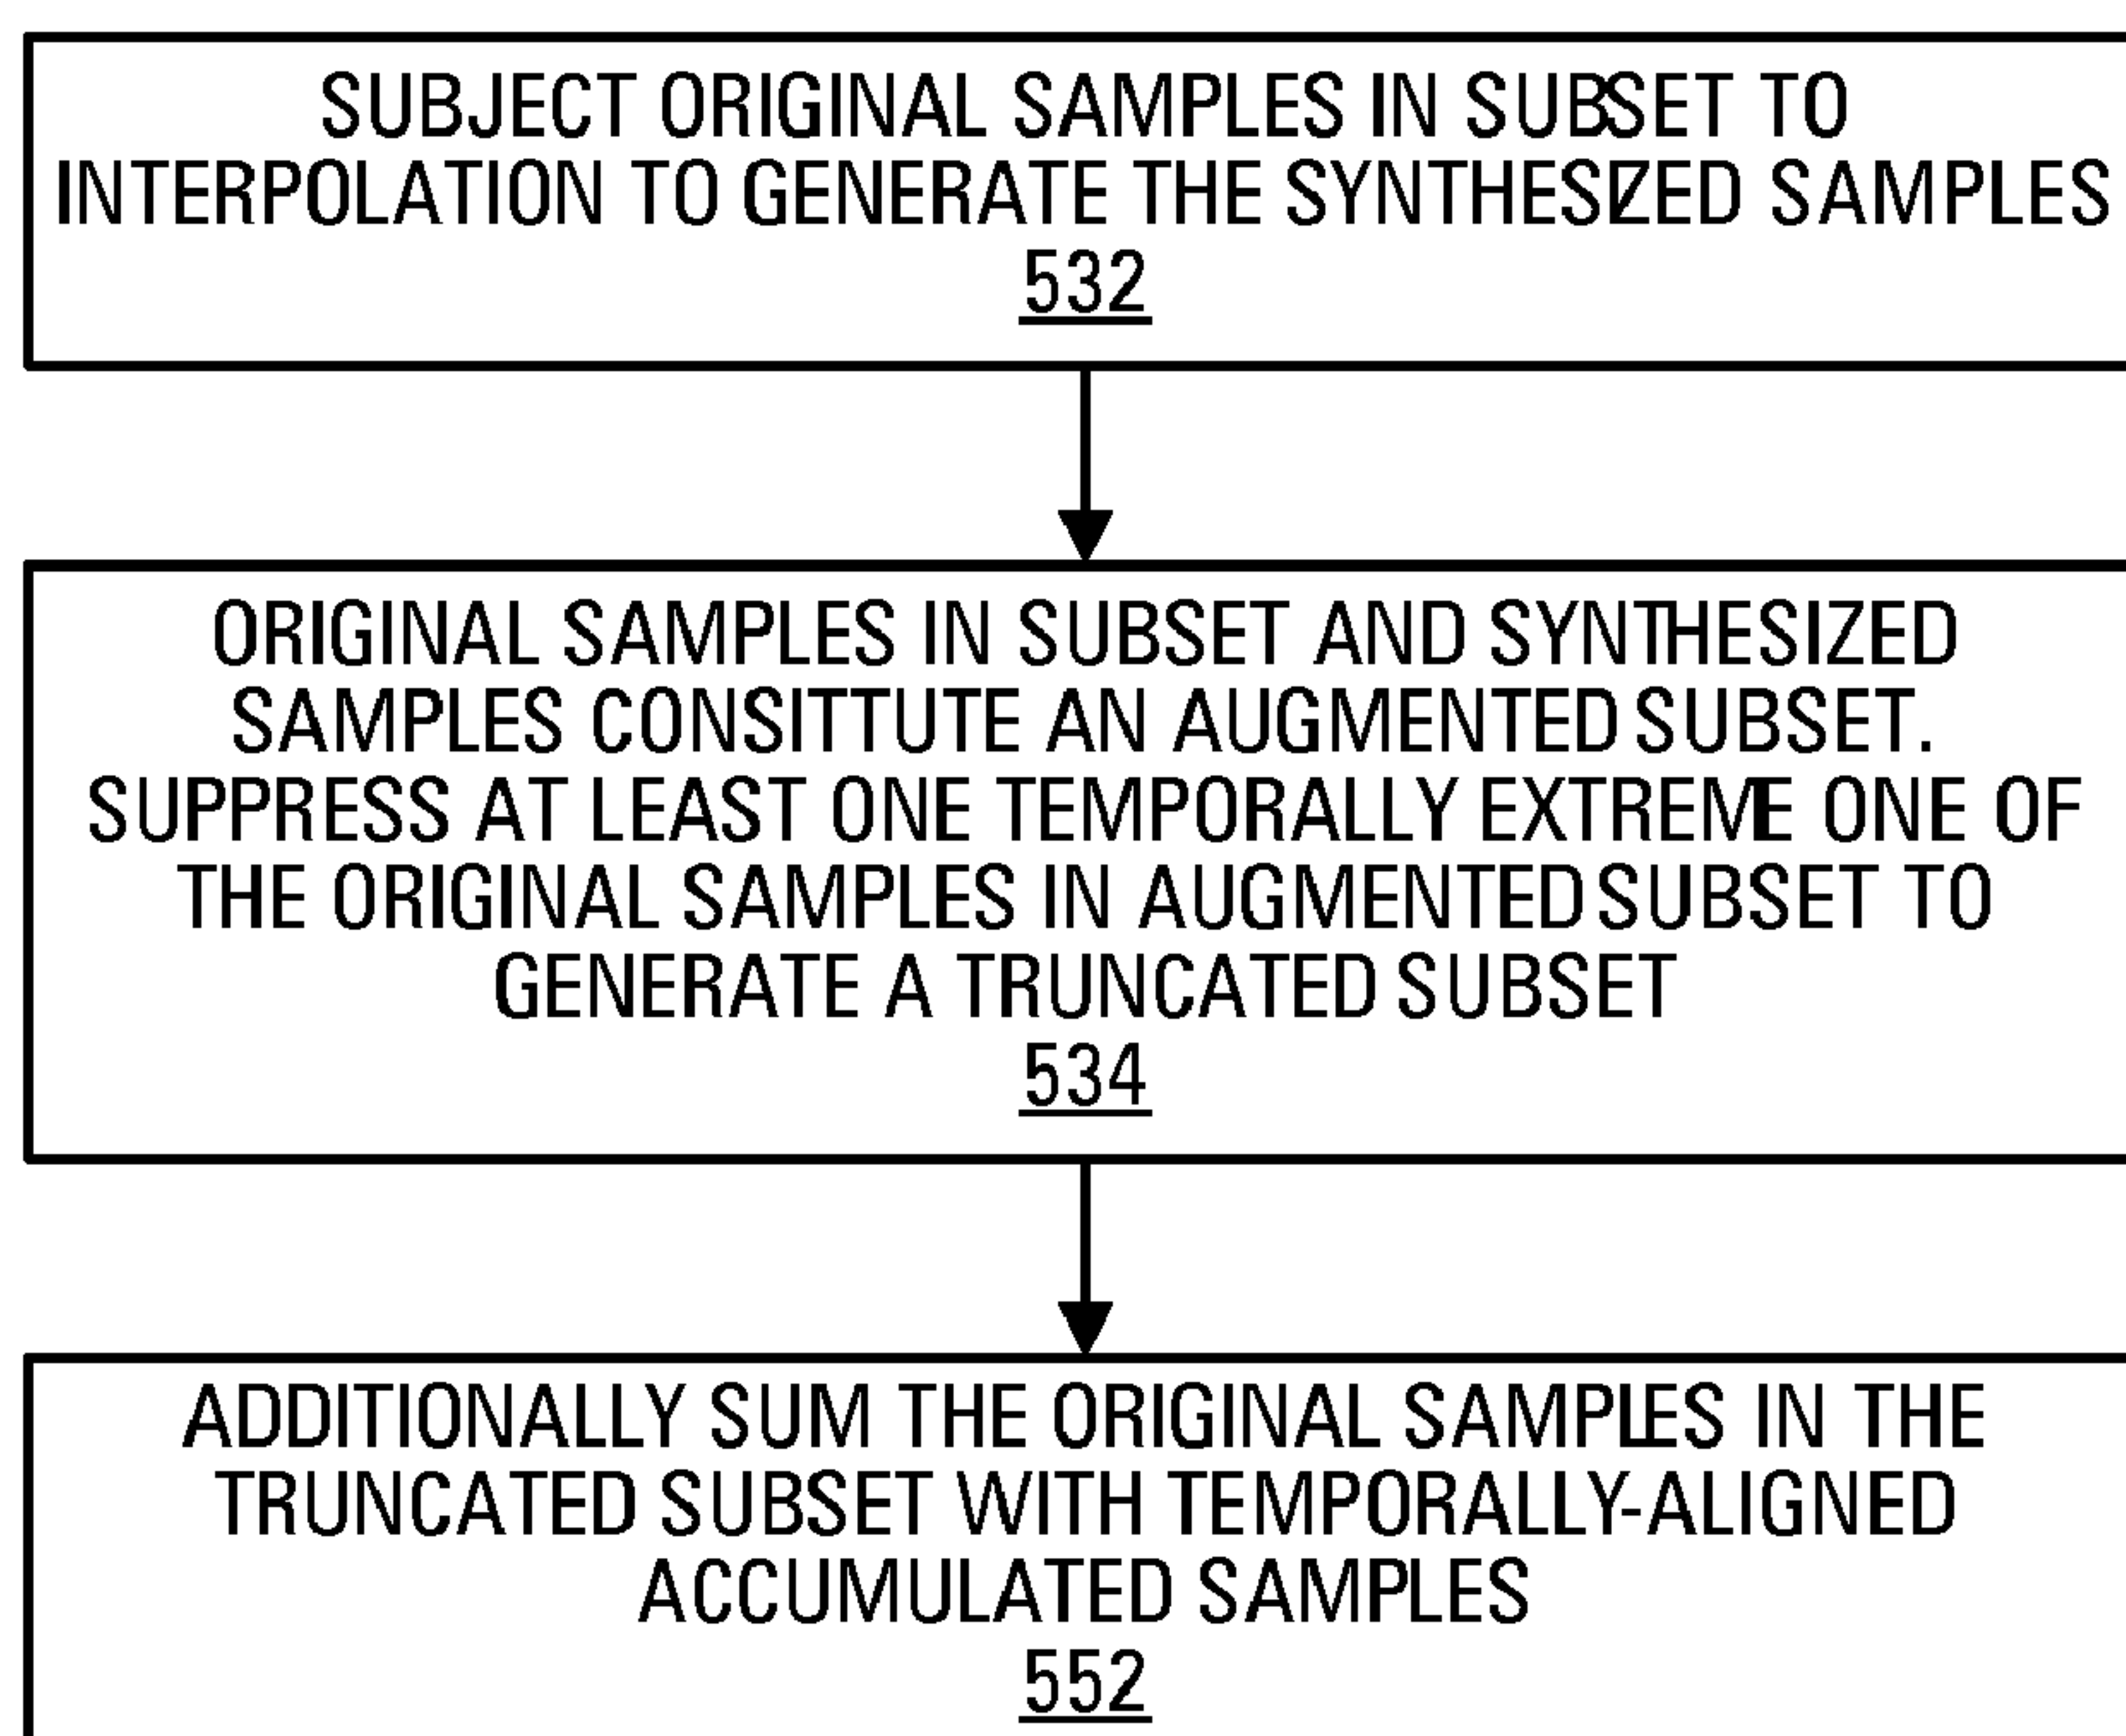 SUBJECT ORIGINAL SAMPLES IN SUBSET TO
INTERPOLATION TO GENERATE THE SYNTHESIZED SAMPLES
532
ORIGINAL SAMPLES IN SUBSET AND SYNTHESIZED
SAMPLES CONSITTUTE AN AUGMENTED SUBSET.
SUPPRESS AT LEAST ONE TEMPORALLY EXTREME ONE OF
THE ORIGINAL SAMPLES IN AUGMENTED SUBSET TO
GENERATE A TRUNCATED SUBSET
534
ADDITIONALLY SUM THE ORIGINAL SAMPLES IN THE
TRUNCATED SUBSET WITH TEMPORALLY-ALIGNED
ACCUMULATED SAMPLES
552